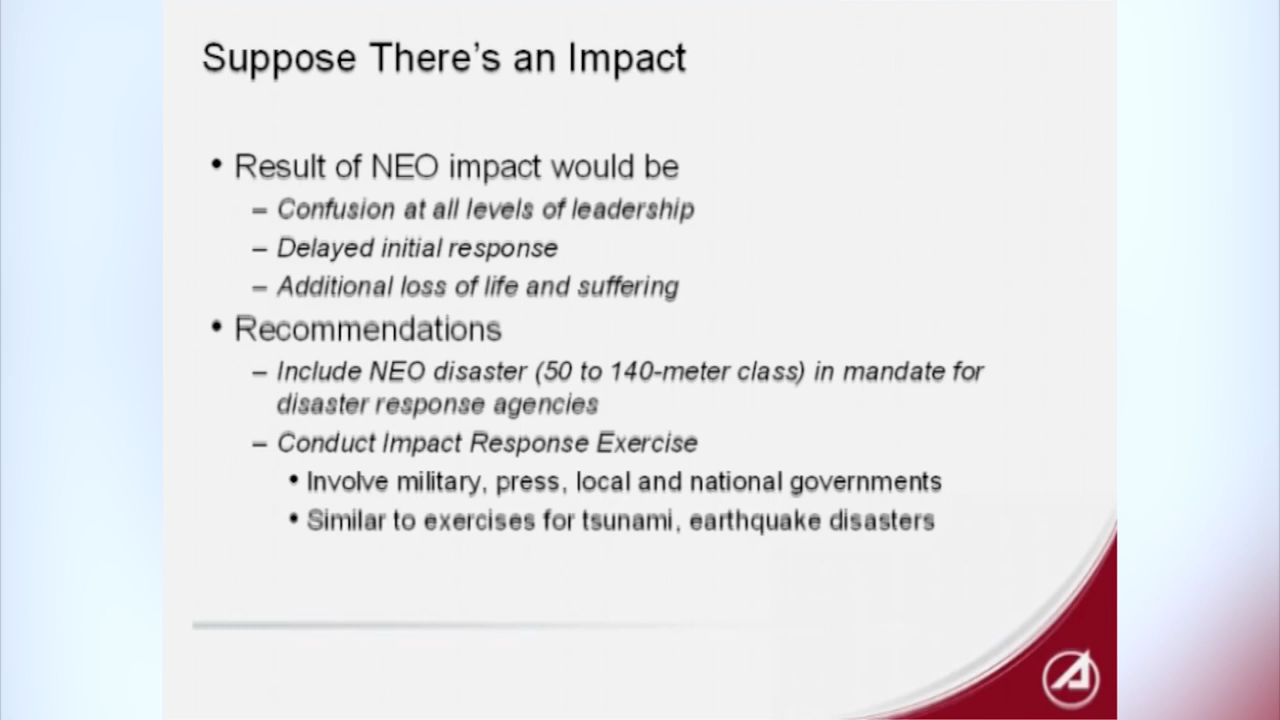 Suppose There's an Impact
• Result of NEO impact would be
– Confusion at all levels of leadership
– Delayed initial response
– Additional loss of life and suffering
• Recommendations
– Include NEO disaster (50 to 140-meter class) in mandate for
disaster response agencies
– Conduct Impact Response Exercise
• Involve military, press, local and national governments
• Similar to exercises for tsunami, earthquake disasters